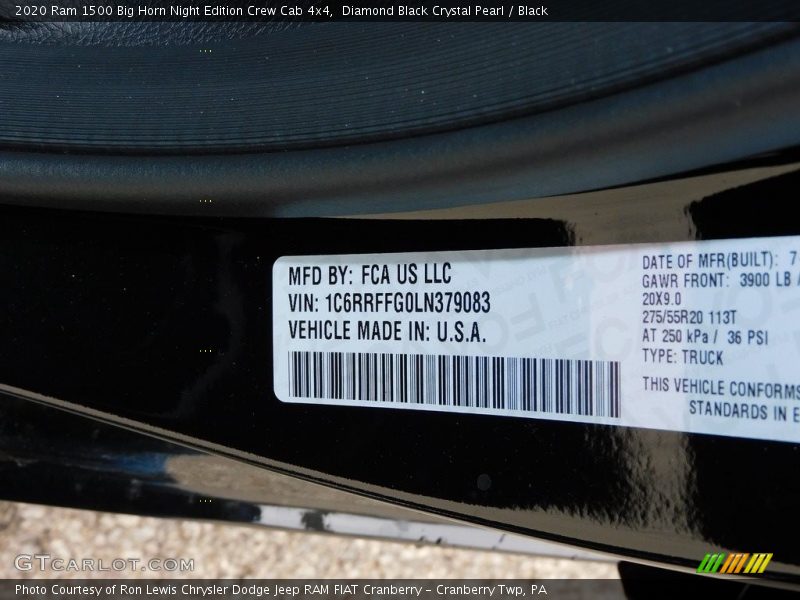 2020 Ram 1500 Big Horn Night Edition Crew Cab 4x4,  Diamond Black Crystal Pearl / Black
MFD BY: FCA US LLC
VIN: 1C6RRFFG0LN379083
VEHICLE MADE IN: U.S.A.
DATE OF MFR(BUILT): 7
GAWR FRONT: 3900 LB
20X9.0
275/55R20 113T
AT 250 kPa / 36 PSI
TYPE: TRUCK
THIS VEHICLE CONFORMS
STANDARDS IN E
GTCARLOT.COM
Photo Courtesy of Ron Lewis Chrysler Dodge Jeep RAM FIAT Cranberry – Cranberry Twp, PA